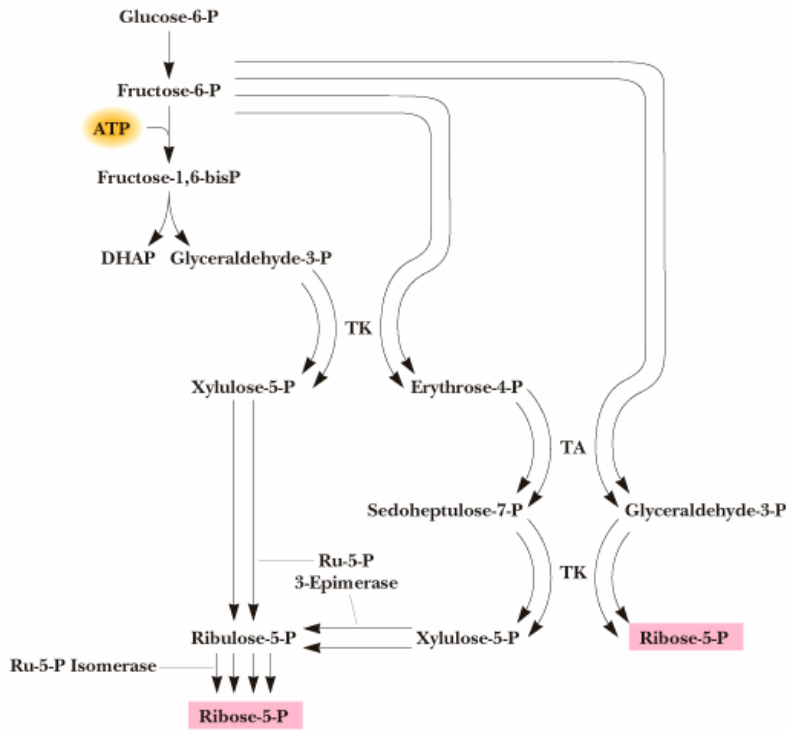 Glucose-6-P
Fructose-6-P
ATP
Fructose-1,6-bisP
DHAP Glyceraldehyde-3-P
TK
Xylulose-5-P
Erythrose-4-P
TA
Sedoheptulose-7-P
Glyceraldehyde-3-P
Ru-5-P
3-Epimerase
TK
Ribulose-5-P
Xylulose-5-P
Ribose-5-P
Ru-5-P Isomerase
Ribose-5-P